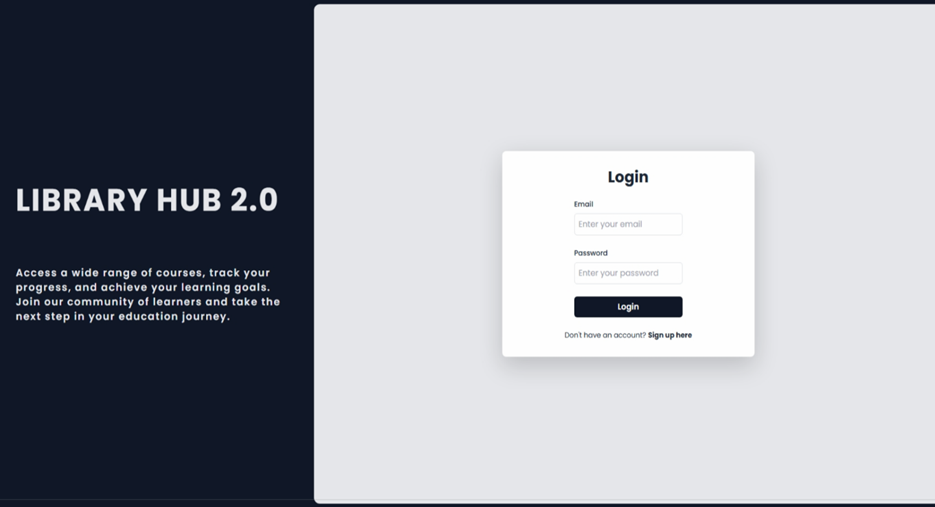 LIBRARY HUB 2.0
Access a wide range of courses, track your
progress, and achieve your learning goals.
Join our community of learners and take the
next step in your education journey.
Login
Email
Enter your email
Password
Enter your password
Login
Don't have an account? Sign up here